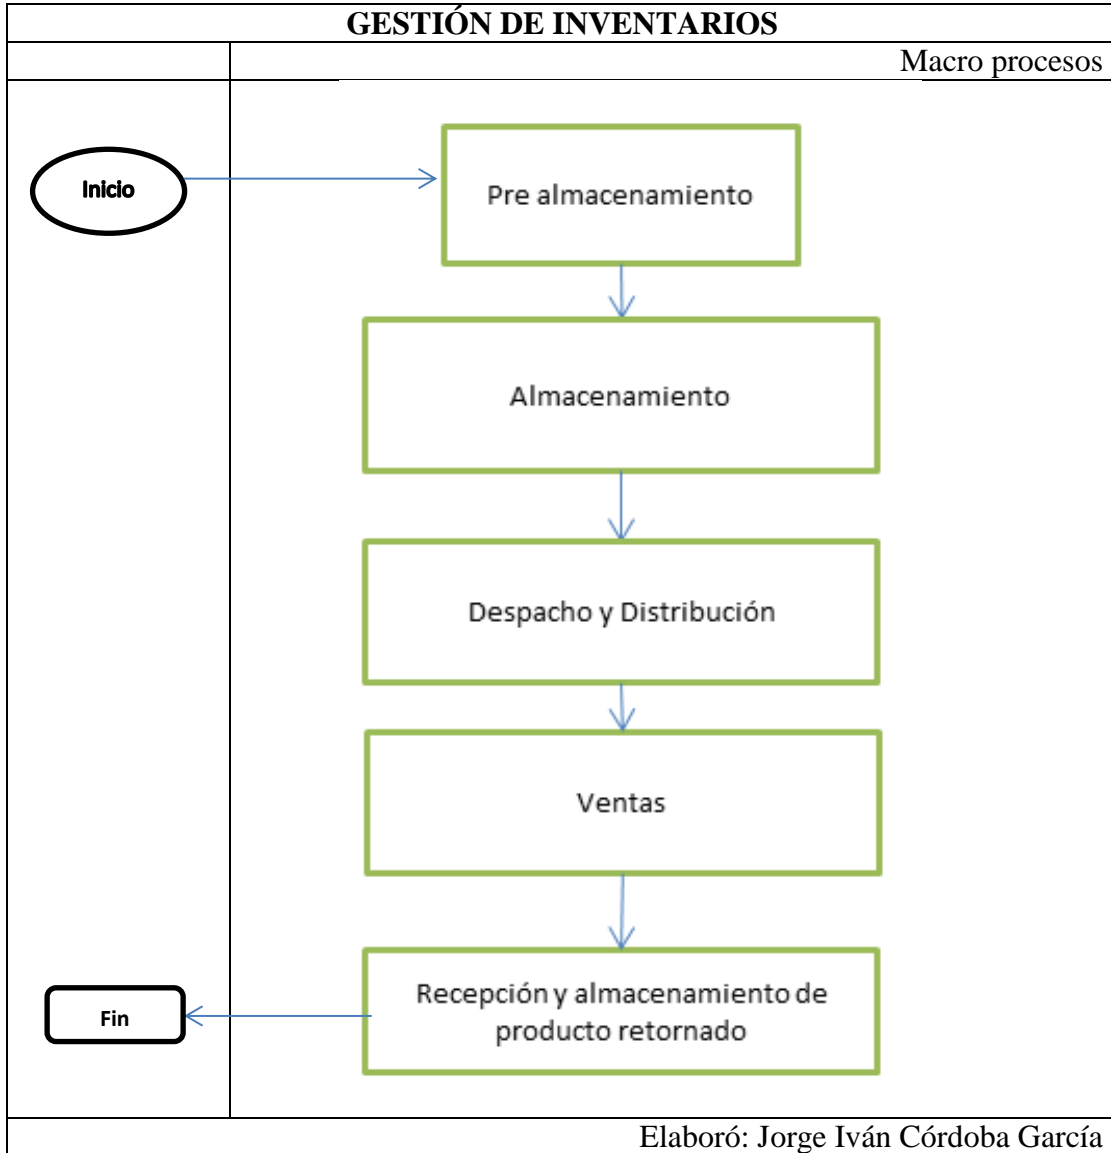 GESTIÓN DE INVENTARIOS
Macro procesos
Inicio
Pre almacenamiento
Almacenamiento
Despacho y Distribución
Ventas
Recepción y almacenamiento de
producto retornado
Fin
Elaboró: Jorge Iván Córdoba García